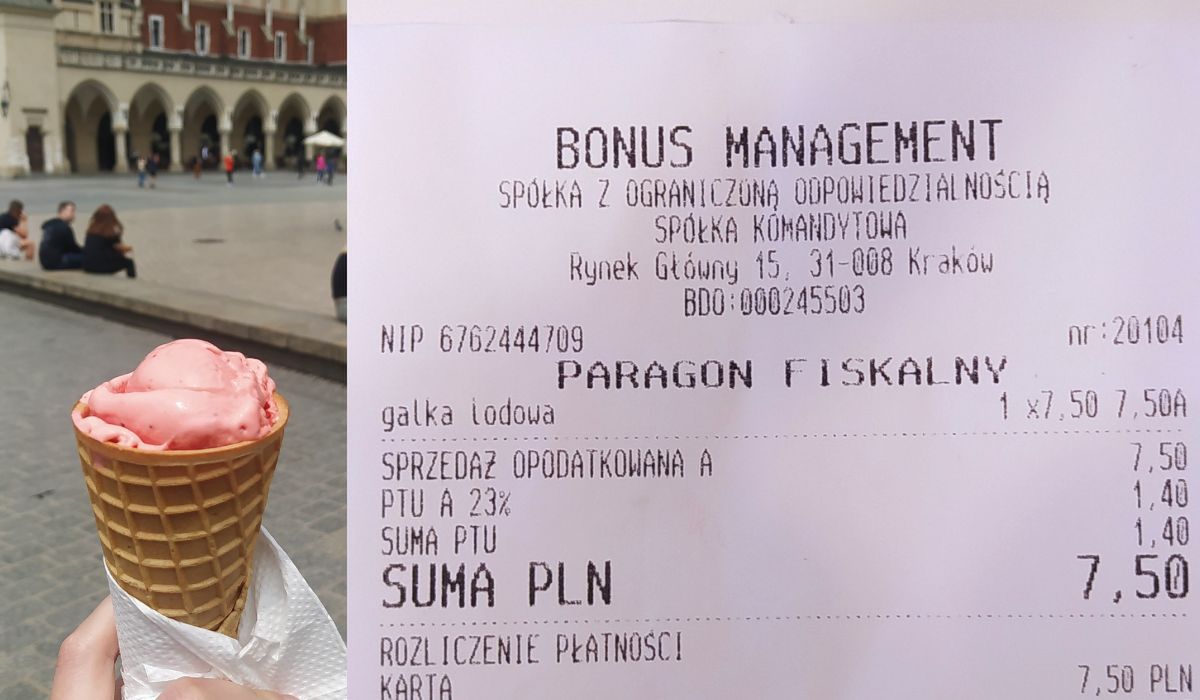 BONUS MANAGEMENT
SPÓŁKA Z OGRANICZONĄ ODPOWIEDZIALNOŚCIĄ
SPÓŁKA KOMANDYTOWA
Rynek Główny 15, 31-008 Kraków
BDO:000245503
NIP 6762444709 nr:20104
PARAGON FISKALNY
gałka lodowa 1 x7,50 7,50A
SPRZEDAŻ OPODATKOWANA A 7,50
PTU A 23% 1,40
SUMA PTU 1,40
SUMA PLN 7,50
ROZLICZENIE PŁATNOŚCI
KARTA 7,50 PLN